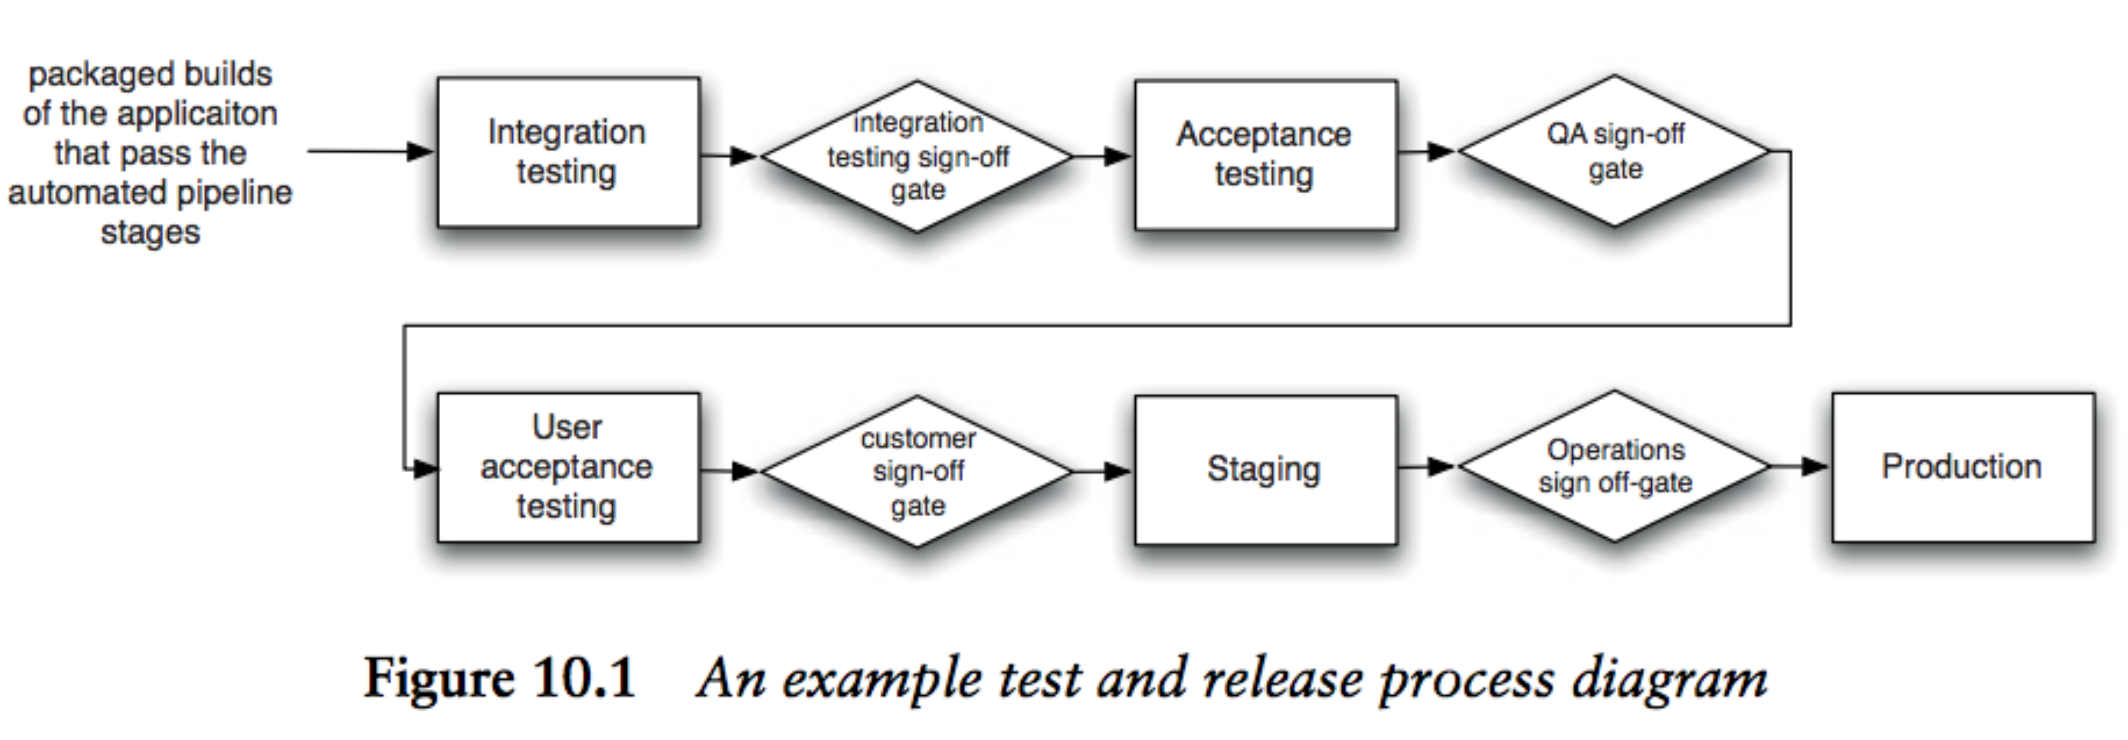 packaged builds
of the applicaiton
that pass the
automated pipeline
stages
Integration
testing
integration
testing sign-off
gate
Acceptance
testing
QA sign-off
gate
User
acceptance
testing
customer
sign-off
gate
Staging
Operations
sign off-gate
Production
Figure 10.1 An example test and release process diagram